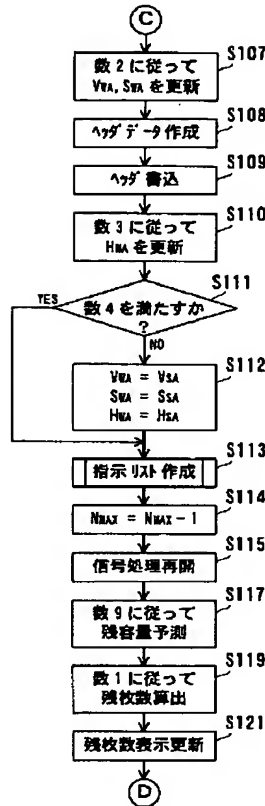 C
S107
数2に従って
VWA, SWA を更新
S108
ヘッダデータ作成
S109
ヘッダ書込
S110
数3に従って
HWA を更新
S111
YES
数4を満たすか
?
NO
S112
VWA = VSA
SWA = SSA
HWA = HSA
S113
指示リスト作成
S114
NMAX = NMAX - 1
S115
信号処理再開
S117
数9に従って
残容量予測
S119
数1に従って
残枚数算出
S121
残枚数表示更新
D